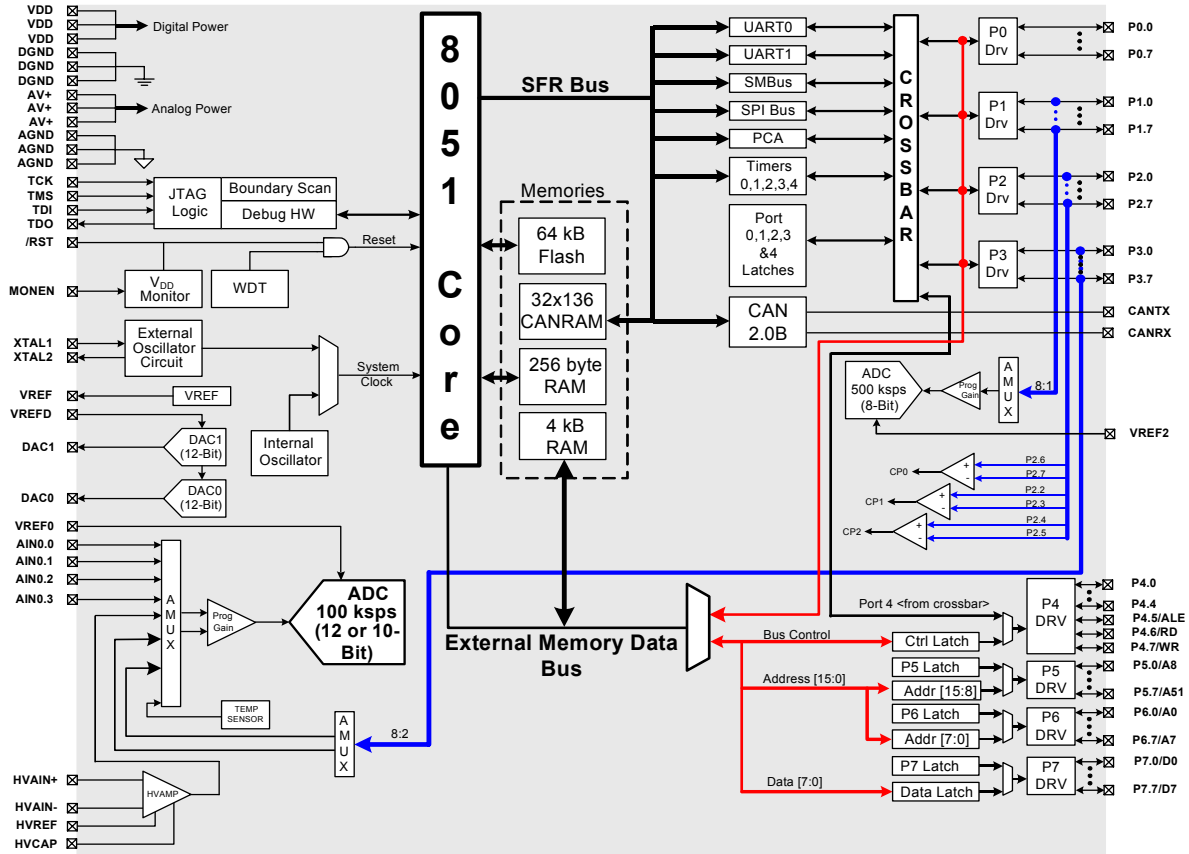 VDD
VDD
VDD
Digital Power
DGND
DGND
DGND
AV+
AV+
AV+
Analog Power
AGND
AGND
AGND
TCK
TMS
TDI
TDO
JTAG
Logic
Boundary Scan
Debug HW
/RST
Reset
MONEN
VDD
Monitor
WDT
XTAL1
XTAL2
External
Oscillator
Circuit
System
Clock
Internal
Oscillator
VREF
VREF
VREFD
DAC1
DAC1
(12-Bit)
DAC0
DAC0
(12-Bit)
VREF0
AIN0.0
AIN0.1
AIN0.2
AIN0.3
A
M
U
X
Prog
Gain
ADC
100 ksps
(12 or 10-
Bit)
TEMP
SENSOR
A
M
U
X
8:2
HVAIN+
HVAIN-
HVREF
HVCAP
HVAMP
8
0
5
1
C
o
r
e
SFR Bus
Memories
64 kB
Flash
32x136
CANRAM
256 byte
RAM
4 kB
RAM
External Memory Data
Bus
UART0
UART1
SMBus
SPI Bus
PCA
Timers
0,1,2,3,4
Port
0,1,2,3
&4
Latches
CAN
2.0B
C
R
O
S
S
B
A
R
P0
Drv
P1
Drv
P2
Drv
P3
Drv
P0.0
P0.7
P1.0
P1.7
P2.0
P2.7
P3.0
P3.7
CANTX
CANRX
ADC
500 ksps
(8-Bit)
Prog
Gain
A
M
U
X
8:1
VREF2
CP0
+
-
P2.6
P2.7
CP1
+
-
P2.2
P2.3
CP2
+
-
P2.4
P2.5
Port 4 <from crossbar>
Bus Control
Ctrl Latch
Address [15:0]
P5 Latch
Addr [15:8]
P6 Latch
Addr [7:0]
P7 Latch
Data [7:0]
Data Latch
P4
DRV
P5
DRV
P6
DRV
P7
DRV
P4.0
P4.4
P4.5/ALE
P4.6/RD
P4.7/WR
P5.0/A8
P5.7/A51
P6.0/A0
P6.7/A7
P7.0/D0
P7.7/D7